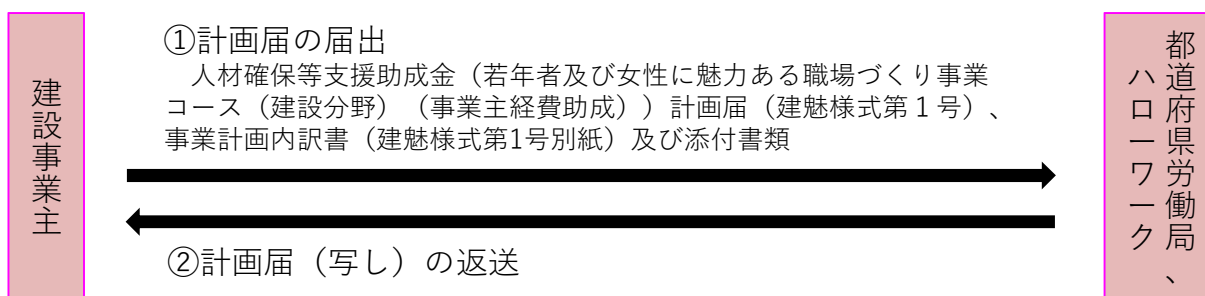 建設事業主
①計画届の届出
人材確保等支援助成金（若年者及び女性に魅力ある職場づくり事業
コース（建設分野）（事業主経費助成））計画届（建魅様式第１号）、
事業計画内訳書（建魅様式第1号別紙）及び添付書類
②計画届（写し）の返送
都道府県労働局、
ハローワーク